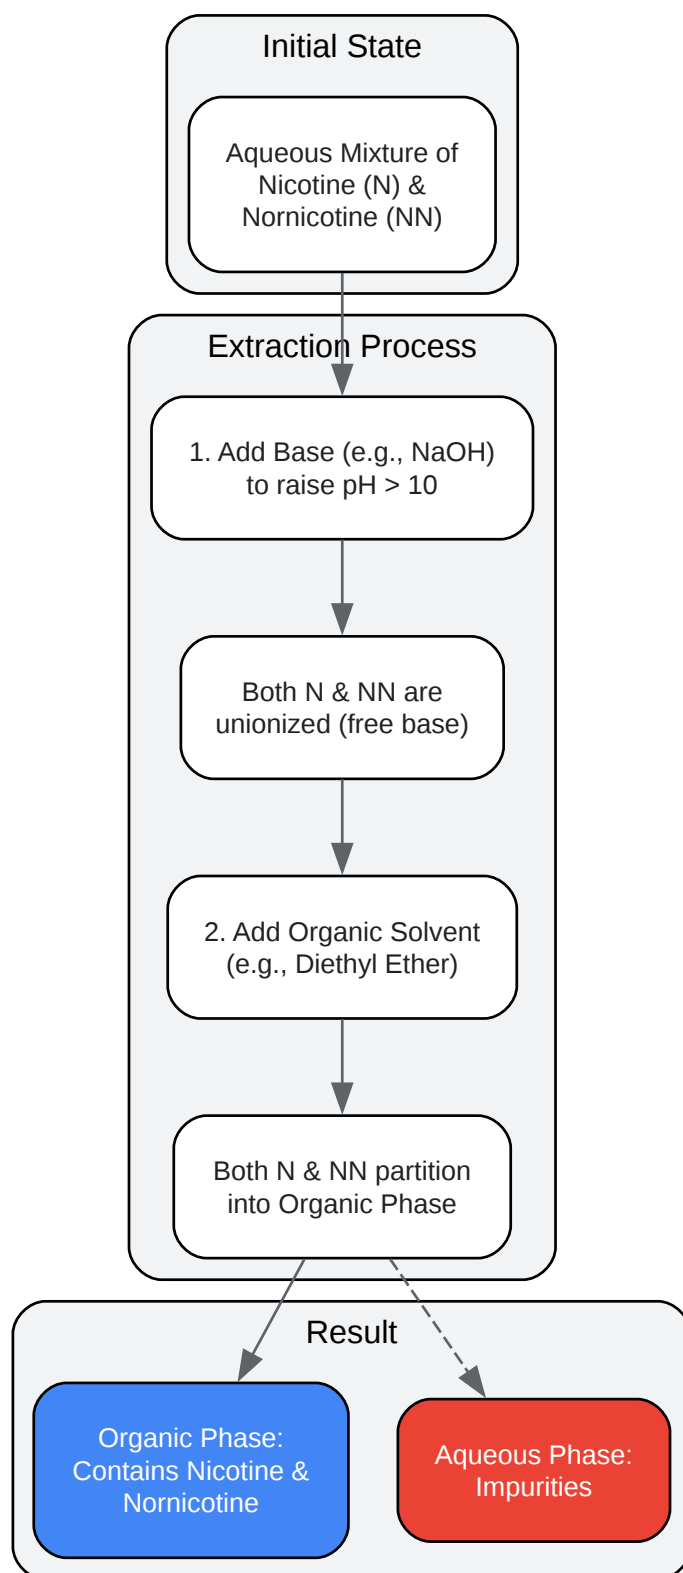 Initial State
Aqueous Mixture of
Nicotine (N) &
Nornicotine (NN)
Extraction Process
1. Add Base (e.g., NaOH)
to raise pH > 10
Both N & NN are
unionized (free base)
2. Add Organic Solvent
(e.g., Diethyl Ether)
Both N & NN partition
into Organic Phase
Result
Organic Phase:
Contains Nicotine &
Nornicotine
Aqueous Phase:
Impurities